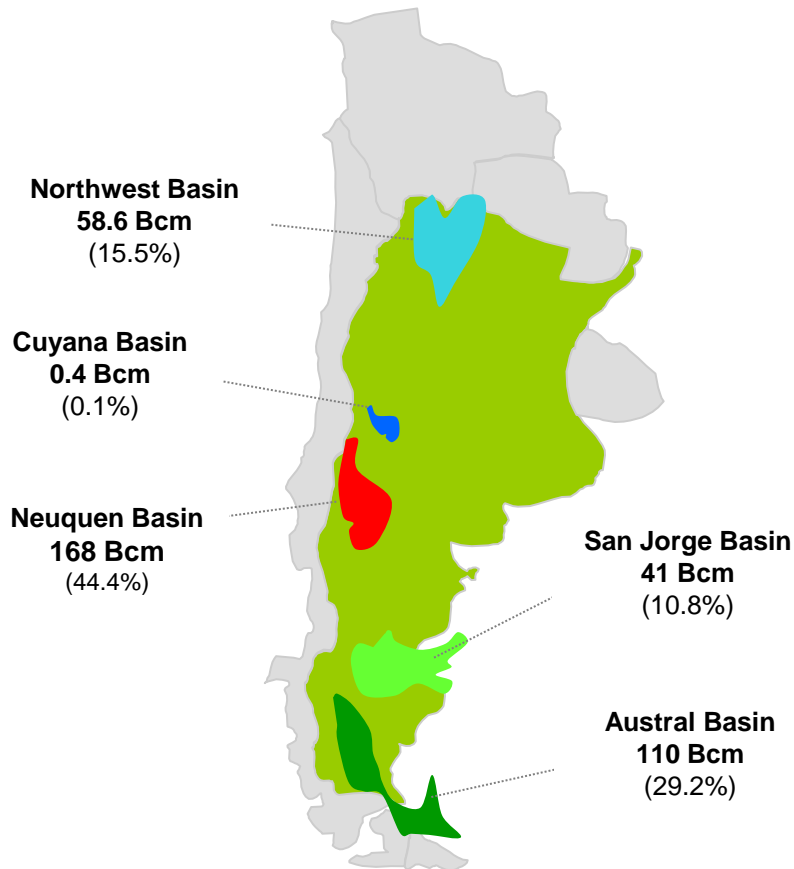 Northwest Basin
58.6 Bcm
(15.5%)
Cuyana Basin
0.4 Bcm
(0.1%)
Neuquen Basin
168 Bcm
(44.4%)
San Jorge Basin
41 Bcm
(10.8%)
Austral Basin
110 Bcm
(29.2%)